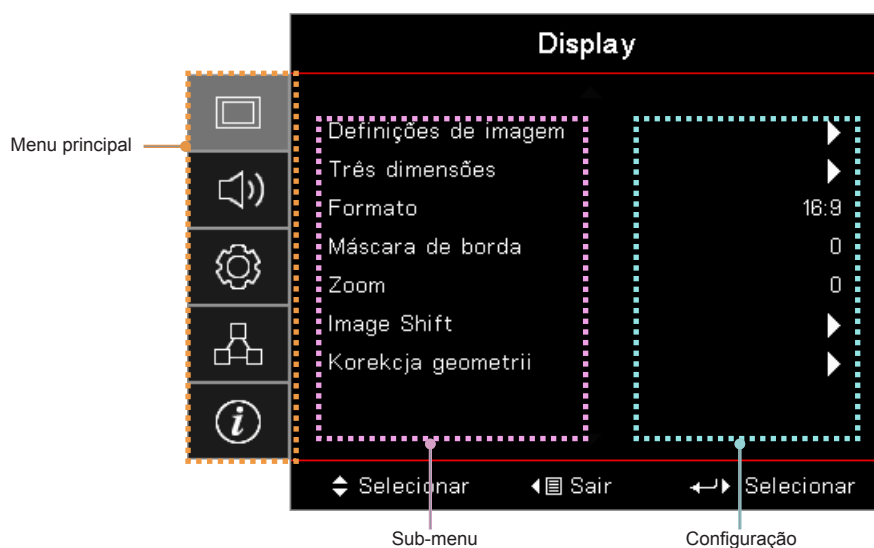 Display
Menu principal
Definições de imagem
Três dimensões
Formato 16:9
Máscara de borda 0
Zoom 0
Image Shift
Korekcja geometrii
Selecionar Sair Selecionar
Sub-menu Configuração